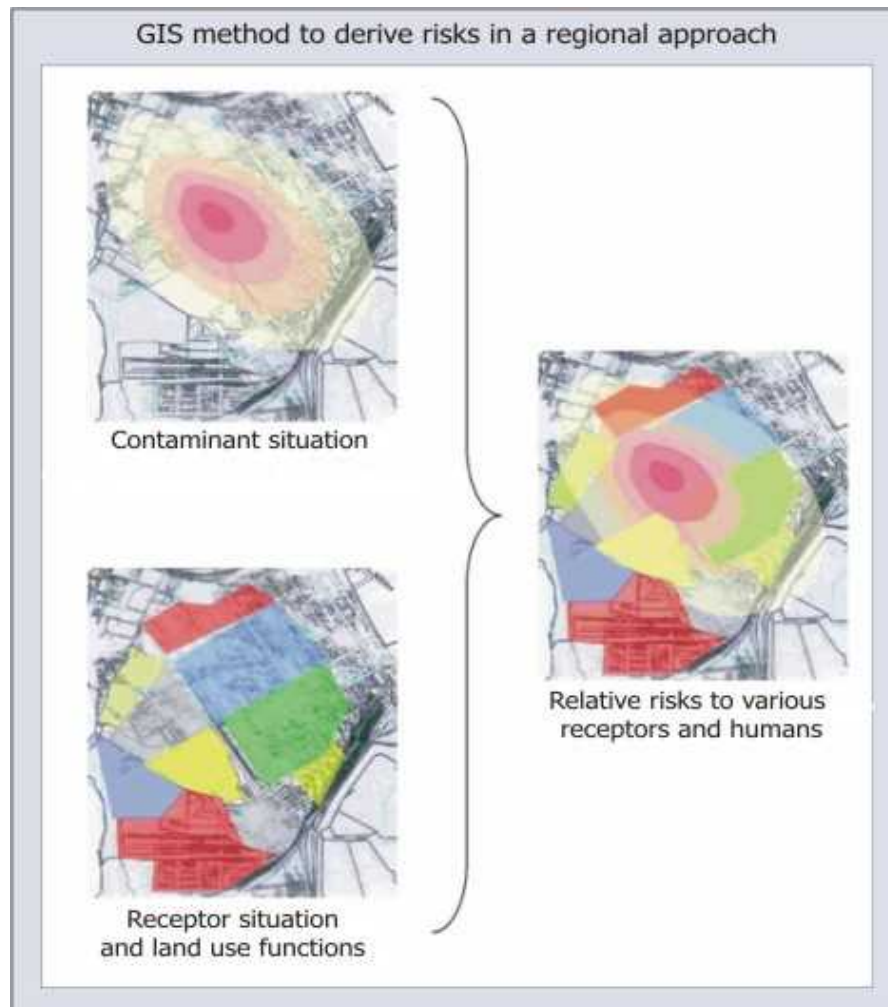 GIS method to derive risks in a regional approach
Contaminant situation
Receptor situation
and land use functions
Relative risks to various
receptors and humans